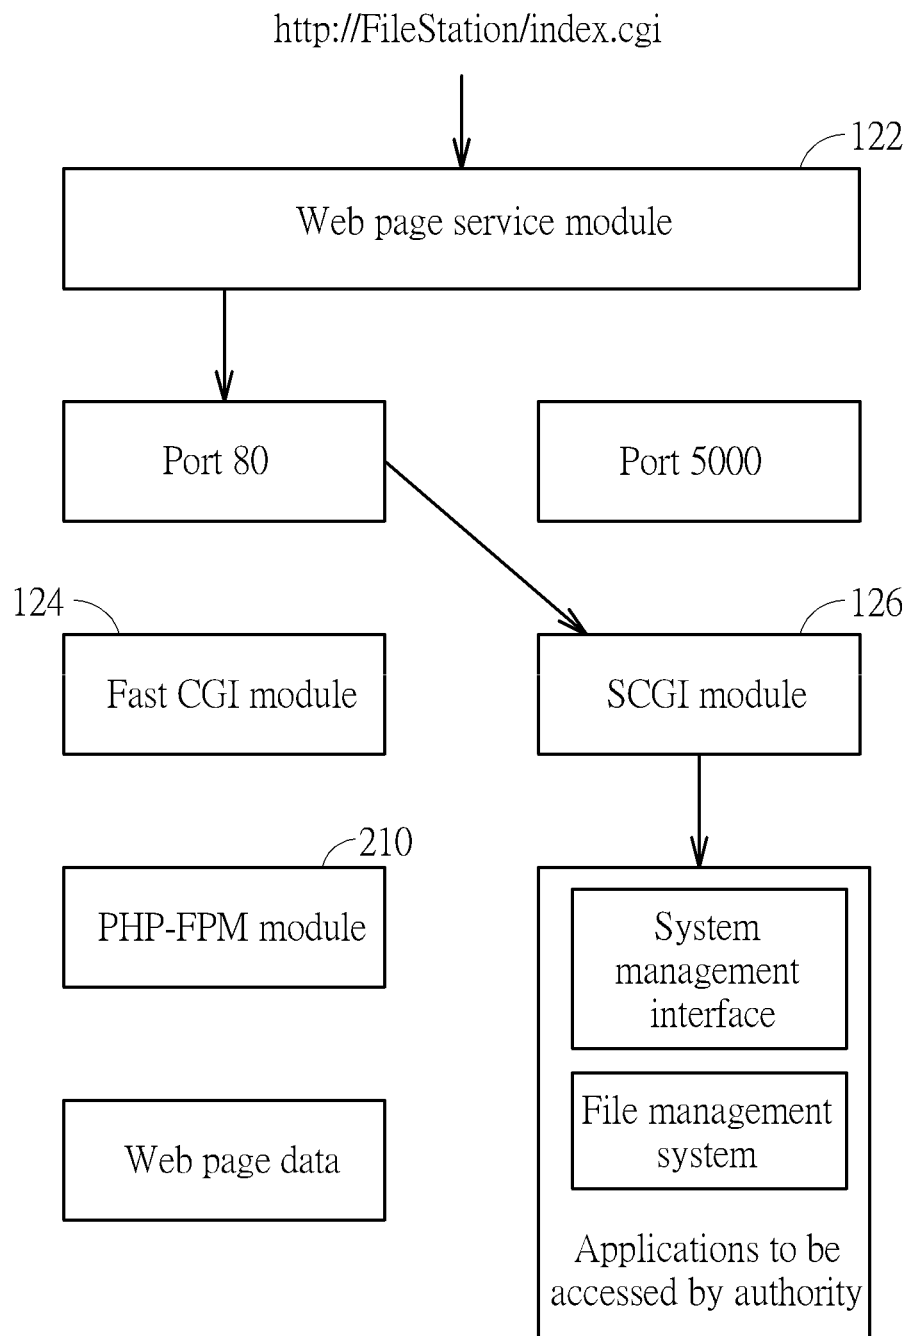 http://FileStation/index.cgi
122
Web page service module
Port 80
Port 5000
124
126
Fast CGI module
SCGI module
210
PHP-FPM module
System
management
interface
File management
system
Web page data
Applications to be
accessed by authority